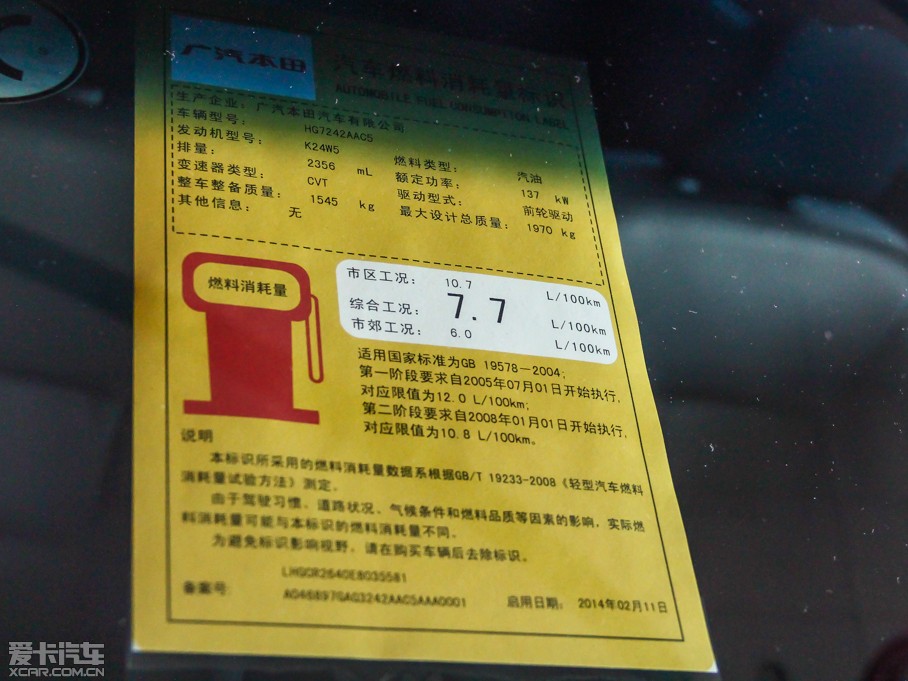 广汽本田
汽车燃料消耗量标识
AUTOMOBILE FUEL CONSUMPTION LABEL
生产企业: 广汽本田汽车有限公司
车辆型号: HG7242AAC5
发动机型号: K24W5 燃料类型: 汽油
排量: 2356 mL 额定功率: 137 kW
变速器类型: CVT 驱动型式: 前轮驱动
整车整备质量: 1545 kg 最大设计总质量: 1970 kg
其他信息: 无
燃料消耗量
市区工况: 10.7 L/100km
综合工况: 7.7 L/100km
市郊工况: 6.0 L/100km
适用国家标准为GB 19578—2004;
第一阶段要求自2005年07月01日开始执行,
对应限值为12.0 L/100km;
第二阶段要求自2008年01月01日开始执行,
对应限值为10.8 L/100km。
说明
本标识所采用的燃料消耗量数据系根据GB/T 19233-2008《轻型汽车燃料
消耗量试验方法》测定。
由于驾驶习惯、道路状况、气候条件和燃料品质等因素的影响,实际燃
料消耗量可能与本标识的燃料消耗量不同。
为避免标识影响视野,请在购买车辆后去除标识。
LHGCR2640E8035581
备案号: A046897GAG3242AAC5AAA0001 启用日期: 2014年02月11日
爱卡汽车
XCAR.COM.CN